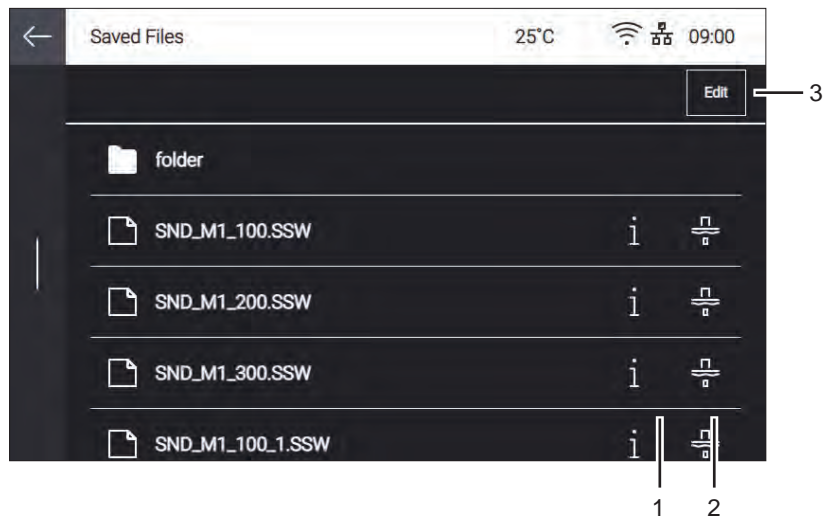 Saved Files 25°C 09:00
Edit 3
folder
SND_M1_100.SSW
SND_M1_200.SSW
SND_M1_300.SSW
SND_M1_100_1.SSW
1 2